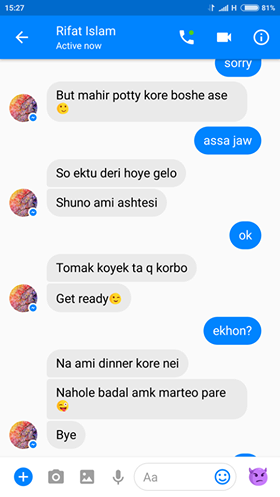 15:27
H
81%
Rifat Islam
Active now
sorry
But mahir potty kore boshe ase
🙂
assa jaw
So ektu deri hoye gelo
Shuno ami ashtesi
ok
Tomak koyek ta q korbo
Get ready😉
ekhon?
Na ami dinner kore nei
Nahole badal amk marteo pare
😜
Bye
Aa